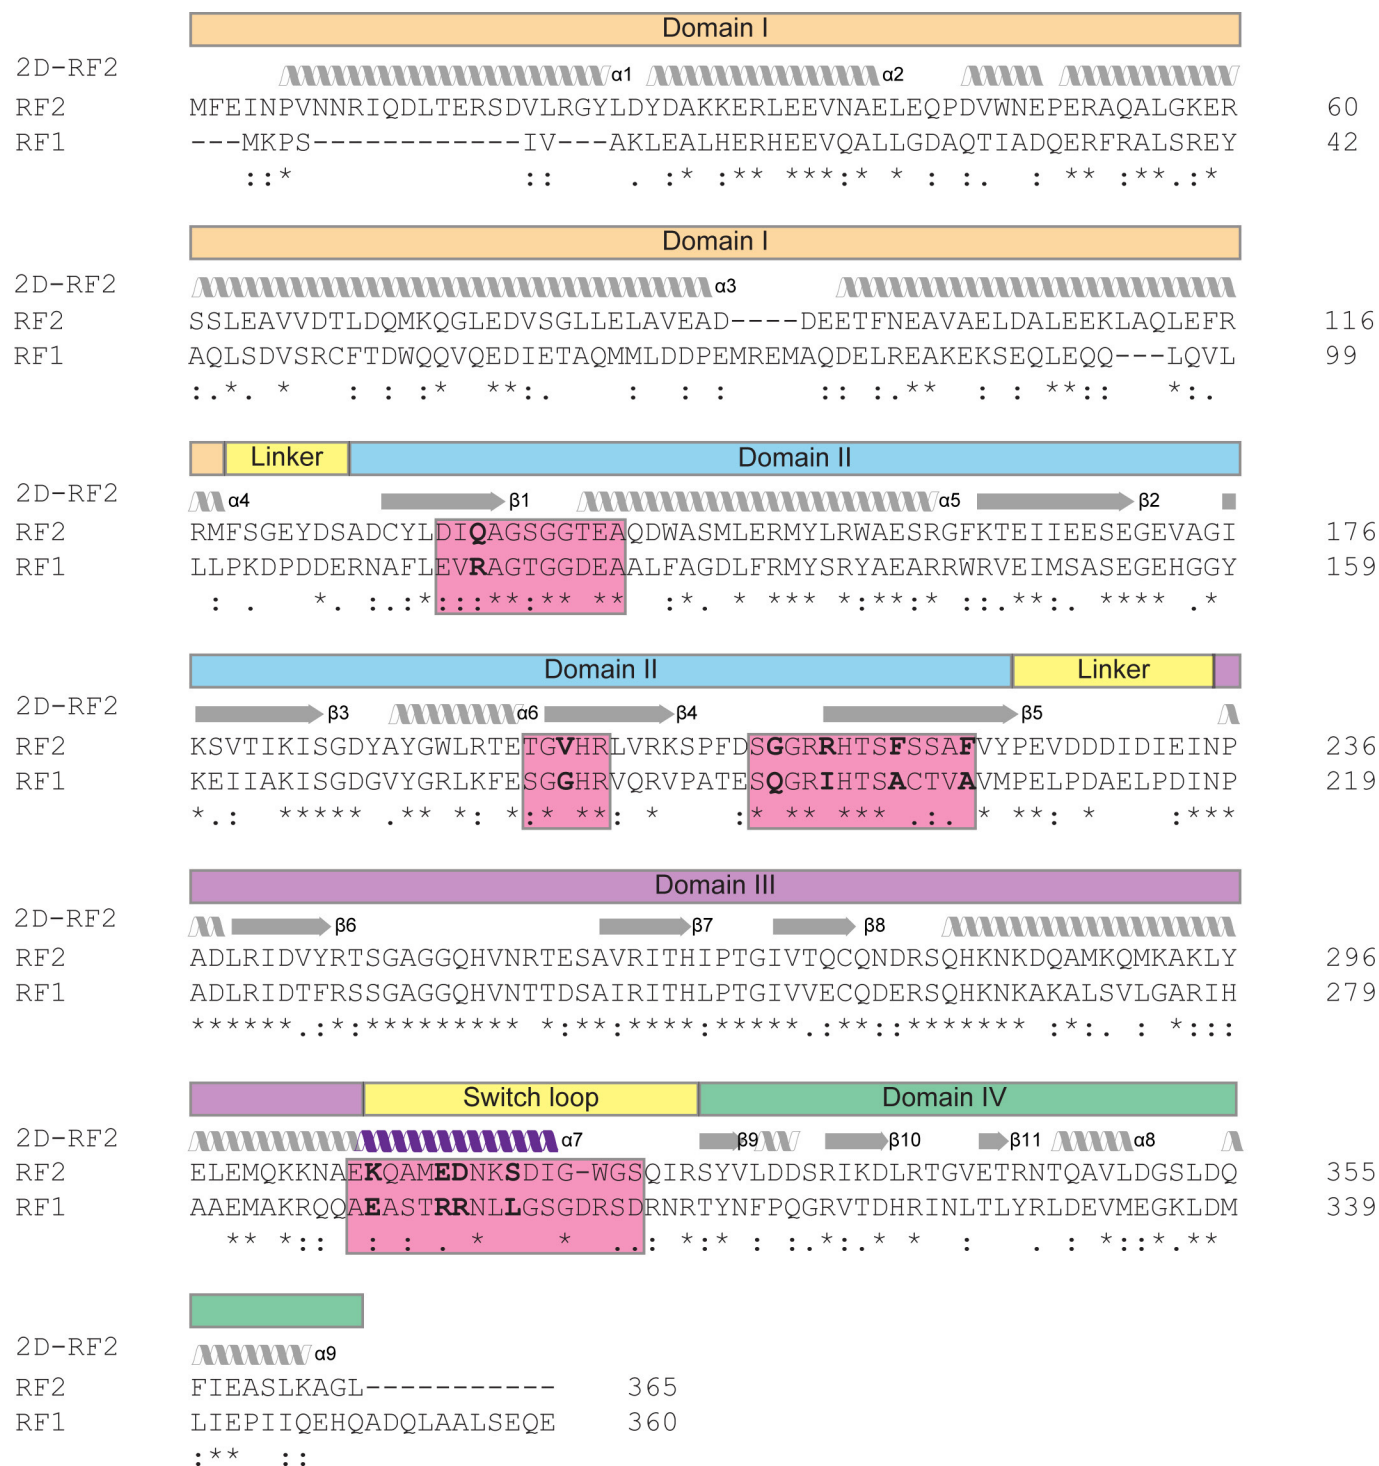 Domain I
2D-RF2 α1 α2
RF2 MFEINPVNNRIQDLTERSDVLRGYLDYDAKKERLEEVNAELEQPDVWNEPERAQALGKER 60
RF1 ---MKPS------------IV---AKLEALHERHEEVQALLGDAQTIADQERFRALSREY 42
::* :: . :* :** ***:* * : :. : ** :**.:*
Domain I
2D-RF2 α3
RF2 SSLEAVVDTLDQMKQGLEDVSGLLELAVEAD----DEETFNEAVAELDALEEKLAQLEFR 116
RF1 AQLSDVSRCFTDWQQVQEDIETAQMMLDDPEMREMAQDELREAKEKSEQLEQQ---LQVL 99
:.*. * : : :* **:. : : : :: :.** : : **:: *:.
Domain I Linker Domain II
2D-RF2 α4 β1 α5 β2
RF2 RMFSGEYDSADCYLDIQAGSGGTEAQDWASMLERMYLRWAESRGFKTEIIEESEGEVAGI 176
RF1 LLPKDPDDERNAFLEVRAGTGGDEAALFAGDLFRMYSRYAEARRWRVEIMSASEGEHGGY 159
: . *. :.:*:::**:** ** :*. * *** **:**:* ::.**:. **** .*
Domain II Linker
2D-RF2 β3 α6 β4 β5
RF2 KSVTIKISGDYAYGWLRTETGVHRLVRKSPFDSGGRRHTSFSSAFVYPEVDDDIDIEINP 236
RF1 KEIIAKISGDGVYGRLKFESGGHRVQRVPATESQGRIHTSACTVAVMPELPDAELPDINP 219
*.: ***** .** *: *:* **: * :* ** *** .:. * **: * :***
Domain III
2D-RF2 β6 β7 β8
RF2 ADLRIDVYRTSGAGGQHVNRTESAVRITHIPTGIVTQCQNDRSQHKNKDQAMKQMKAKLY 296
RF1 ADLRIDTFRSSGAGGQHVNTTDSAIRITHLPTGIVVECQDERSQHKNKAKALSVLGARIH 279
******.:*:********* *:**:****:*****.:**::******* :*:. : *:::
Switch loop Domain IV
2D-RF2 α7 β9 β10 β11 α8
RF2 ELEMQKKNAEKQAMEDNKSDIG-WGSQIRSYVLDDSRIKDLRTGVETRNTQAVLDGSLDQ 355
RF1 AAEMAKRQQAEASTRRNLLGSGDRSDRNRTYNFPQGRVTDHRINLTLYRLDEVMEGKLDM 339
** *:: : : . * * ..: *:* : :.*:.* * : . : *::*.**
2D-RF2 α9
RF2 FIEASLKAGL----------- 365
RF1 LIEPIIQEHQADQLAALSEQE 360
:** ::